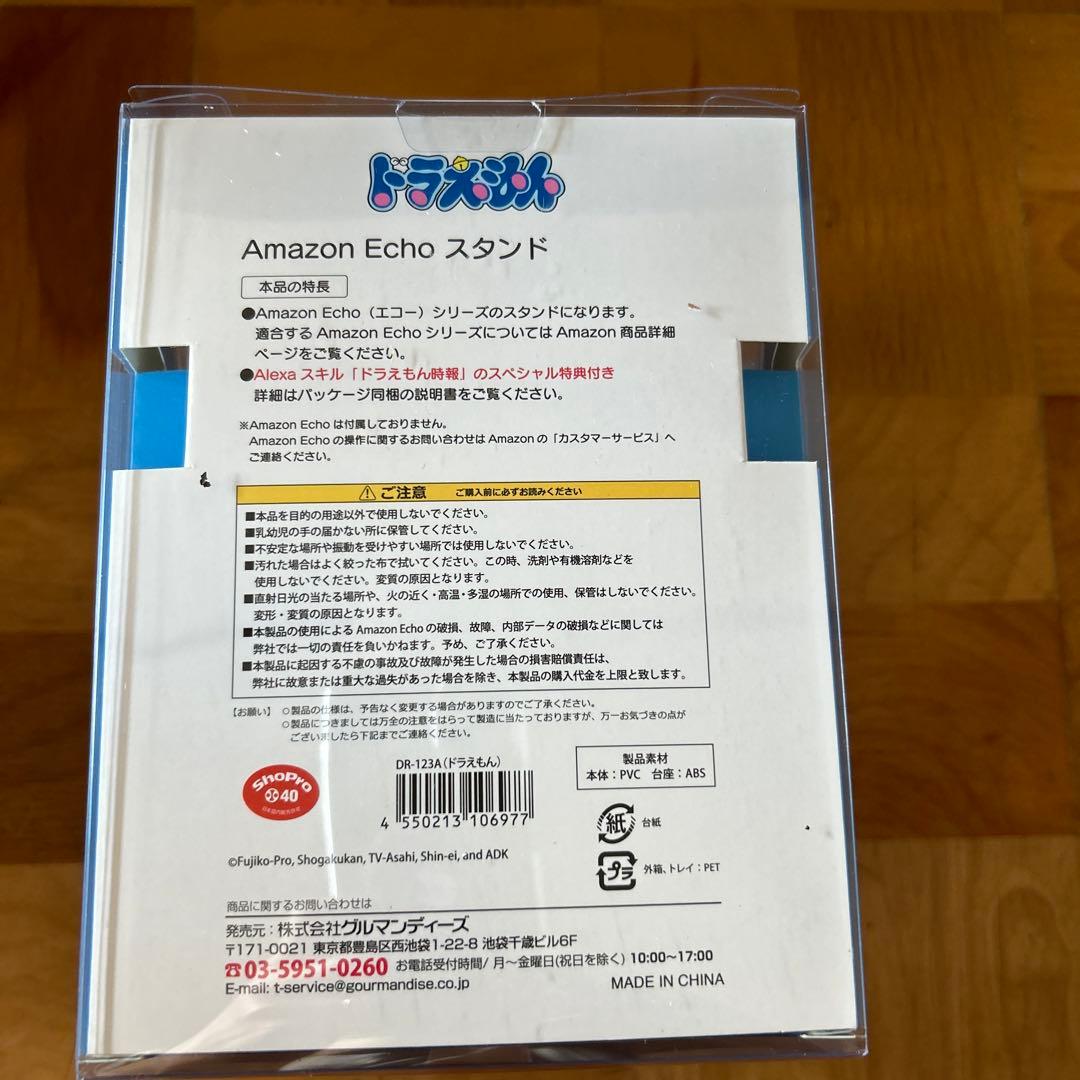 ドラえもん
Amazon Echo スタンド
本品の特長
●Amazon Echo（エコー）シリーズのスタンドになります。
適合する Amazon Echo シリーズについては Amazon 商品詳細
ページをご覧ください。
●Alexa スキル「ドラえもん時報」のスペシャル特典付き
詳細はパッケージ同梱の説明書をご覧ください。
※Amazon Echo は付属しておりません。
Amazon Echo の操作に関するお問い合わせは Amazon の「カスタマーサービス」へ
ご連絡ください。
⚠ご注意 ご購入前に必ずお読みください
■本品を目的の用途以外で使用しないでください。
■乳幼児の手の届かない所に保管してください。
■不安定な場所や振動を受けやすい場所では使用しないでください。
■汚れた場合はよく絞った布で拭いてください。この時、洗剤や有機溶剤などを
使用しないでください。変質の原因となります。
■直射日光の当たる場所や、火の近く・高温・多湿の場所での使用、保管はしないでください。
変形・変質の原因となります。
■本製品の使用による Amazon Echo の破損、故障、内部データの破損などに関しては
弊社では一切の責任を負いかねます。予め、ご了承ください。
■本製品に起因する不慮の事故及び故障が発生した場合の損害賠償責任は、
弊社に故意または重大な過失があった場合を除き、本製品の購入代金を上限と致します。
【お願い】 ○製品の仕様は、予告なく変更する場合がありますのでご了承ください。
○製品につきましては万全の注意をはらって製造に当たっておりますが、万一お気づきの点が
ございましたら下記までご連絡ください。
DR-123A（ドラえもん）
製品素材
本体：PVC 台座：ABS
ShoPro
40
日本国内販売許諾
4 550213 106977
紙 台紙
プラ 外箱、トレイ：PET
©Fujiko-Pro, Shogakukan, TV-Asahi, Shin-ei, and ADK
商品に関するお問い合わせは
発売元：株式会社グルマンディーズ
〒171-0021 東京都豊島区西池袋1-22-8 池袋千歳ビル6F
☎03-5951-0260 お電話受付時間/ 月～金曜日(祝日を除く) 10:00～17:00
E-mail: t-service@gourmandise.co.jp
MADE IN CHINA